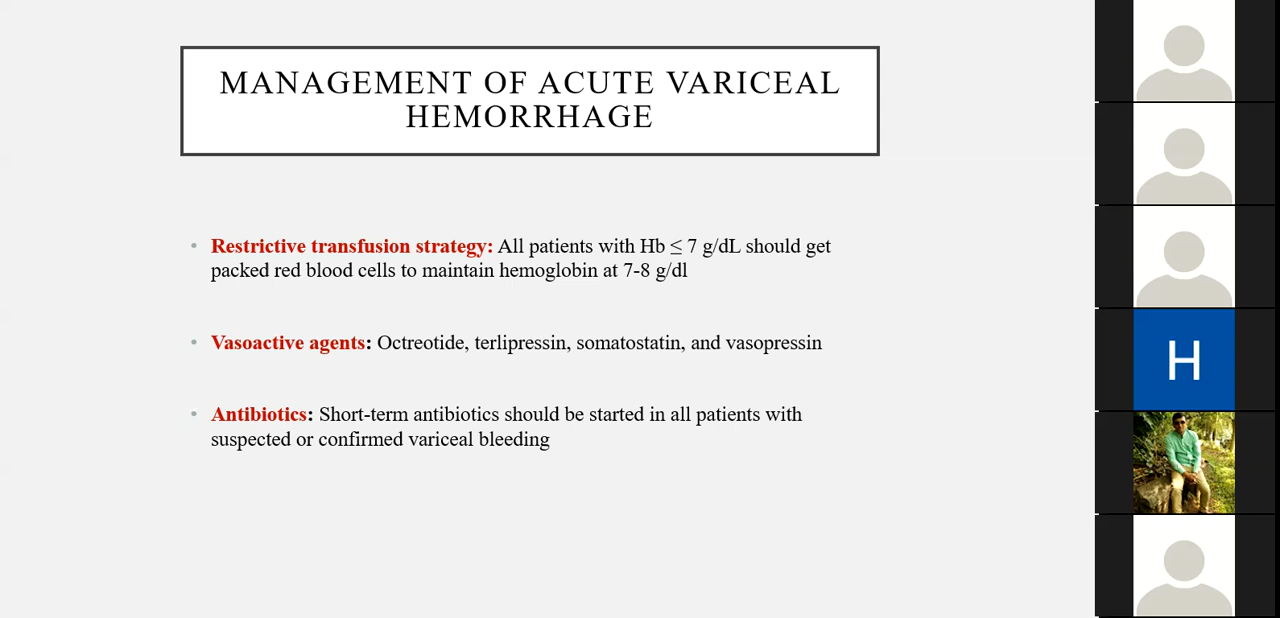 MANAGEMENT OF ACUTE VARICEAL
HEMORRHAGE
• Restrictive transfusion strategy: All patients with Hb ≤ 7 g/dL should get
packed red blood cells to maintain hemoglobin at 7-8 g/dl
• Vasoactive agents: Octreotide, terlipressin, somatostatin, and vasopressin
• Antibiotics: Short-term antibiotics should be started in all patients with
suspected or confirmed variceal bleeding
H